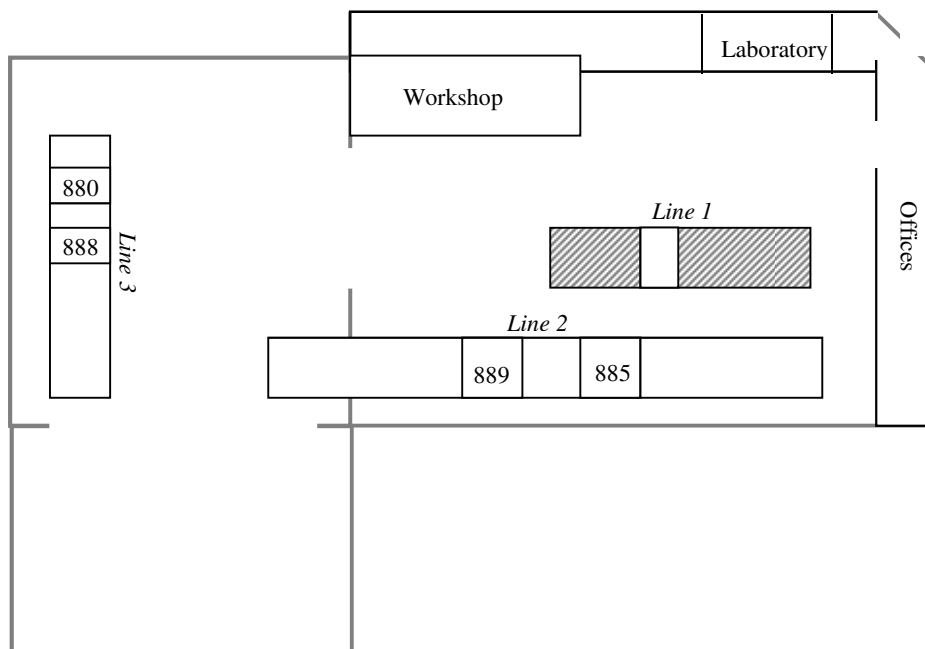 Laboratory
Workshop
880
888
Line 3
Line 1
Offices
Line 2
889
885